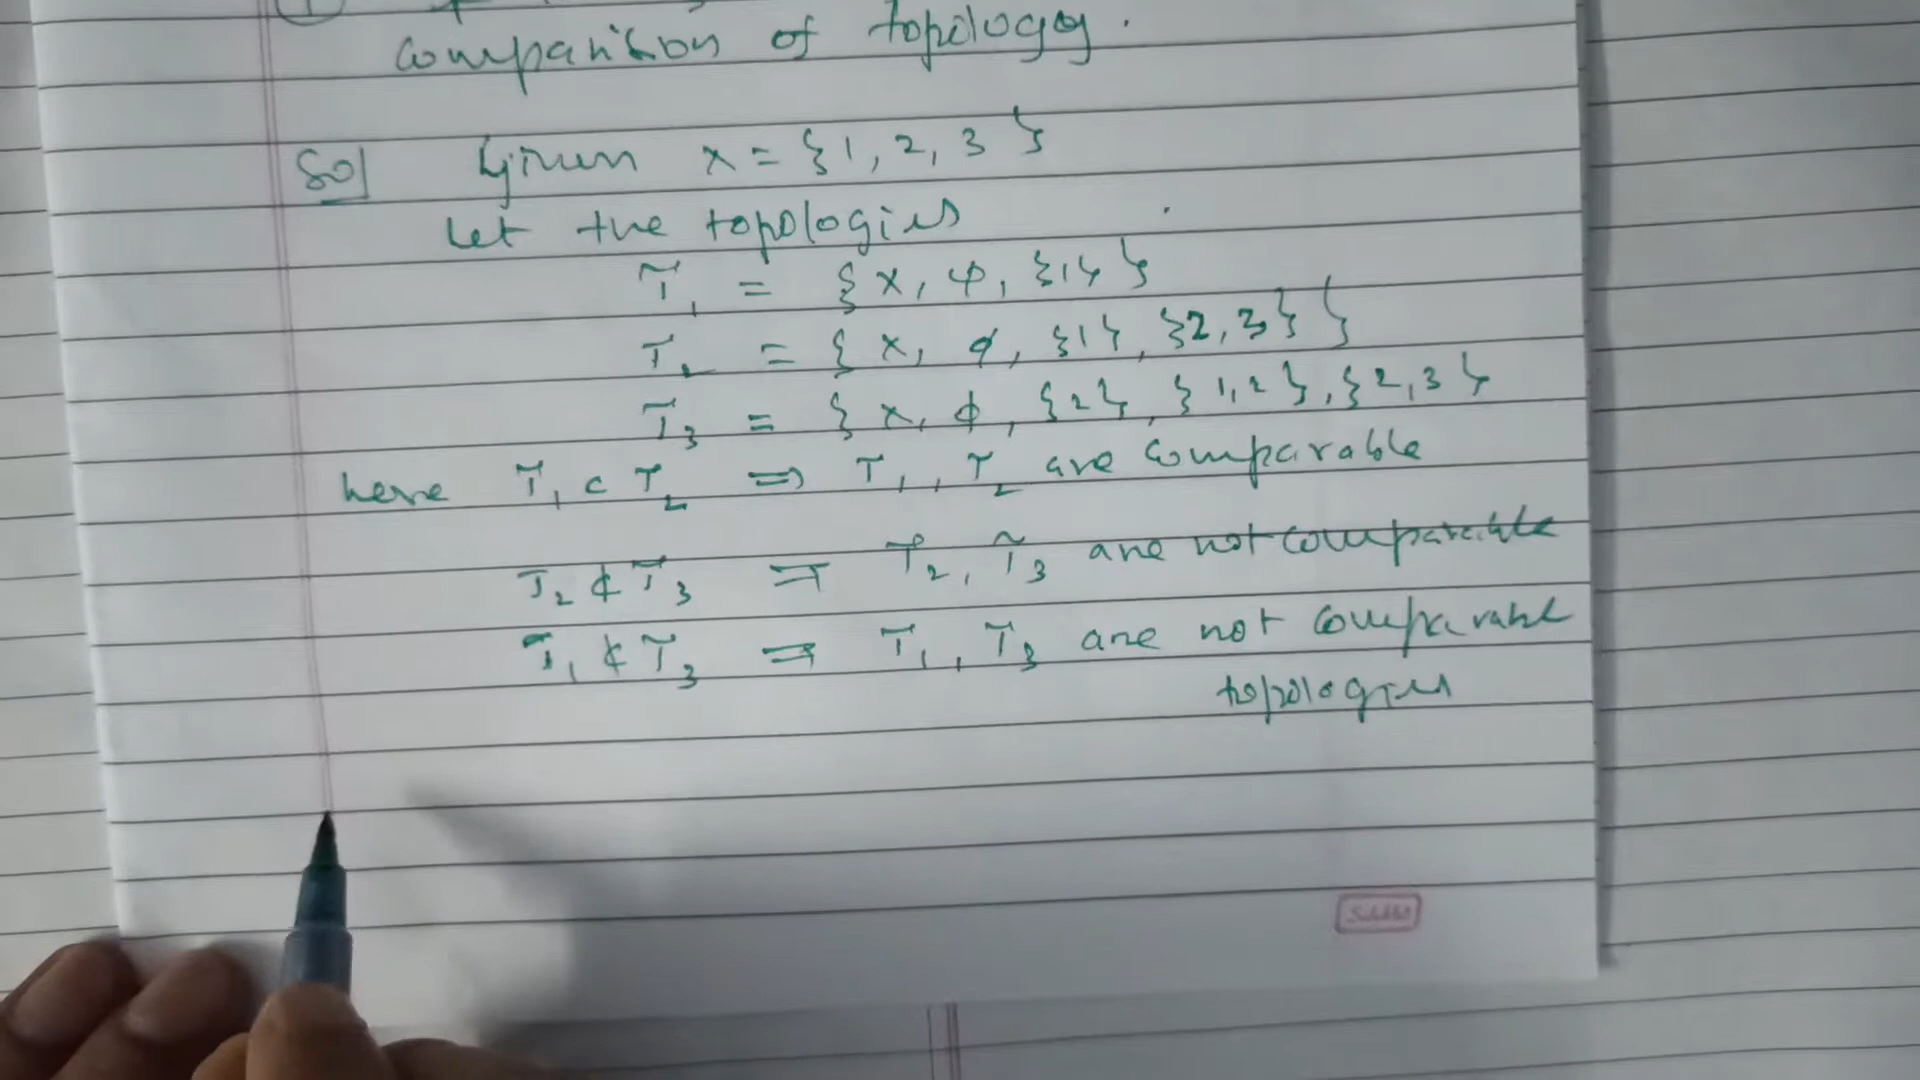 comparison of topology.
Sol Given x = {1, 2, 3}
Let the topologies
T1 = {x, φ, {1}}
T2 = {x, φ, {1}, {2,3}}
T3 = {x, φ, {2}, {1,2}, {2,3}
here T1 ⊂ T2 ⇒ T1, T2 are comparable
T2 ⊄ T3 ⇒ T2, T3 are not comparable
T1 ⊄ T3 ⇒ T1, T3 are not comparable
topologies